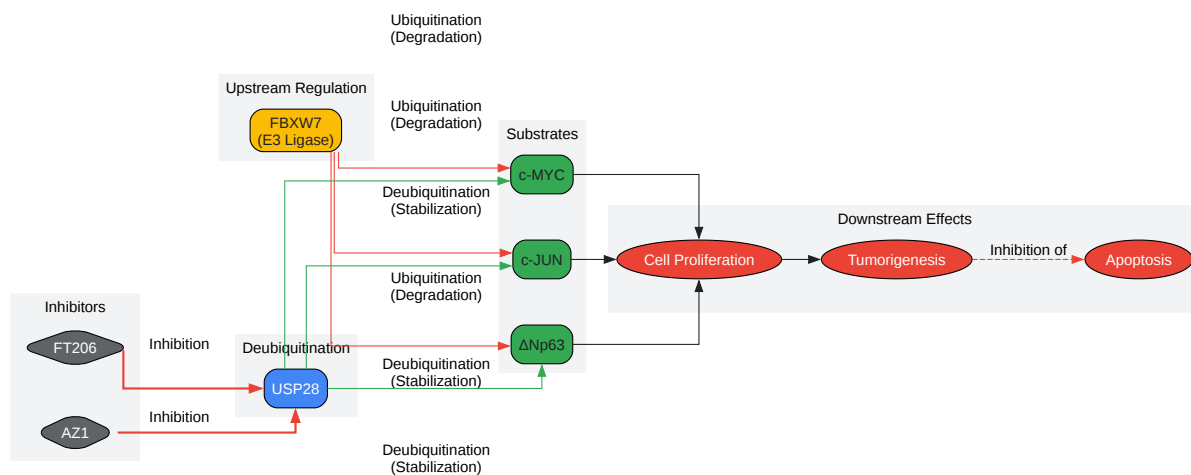 Ubiquitination
(Degradation)
Upstream Regulation
FBXW7
(E3 Ligase)
Ubiquitination
(Degradation)
Substrates
c-MYC
Deubiquitination
(Stabilization)
Downstream Effects
c-JUN
Cell Proliferation
Tumorigenesis
Inhibition of
Apoptosis
Ubiquitination
(Degradation)
Inhibitors
FT206
Inhibition
Deubiquitination
USP28
ΔNp63
Deubiquitination
(Stabilization)
AZ1
Inhibition
Deubiquitination
(Stabilization)